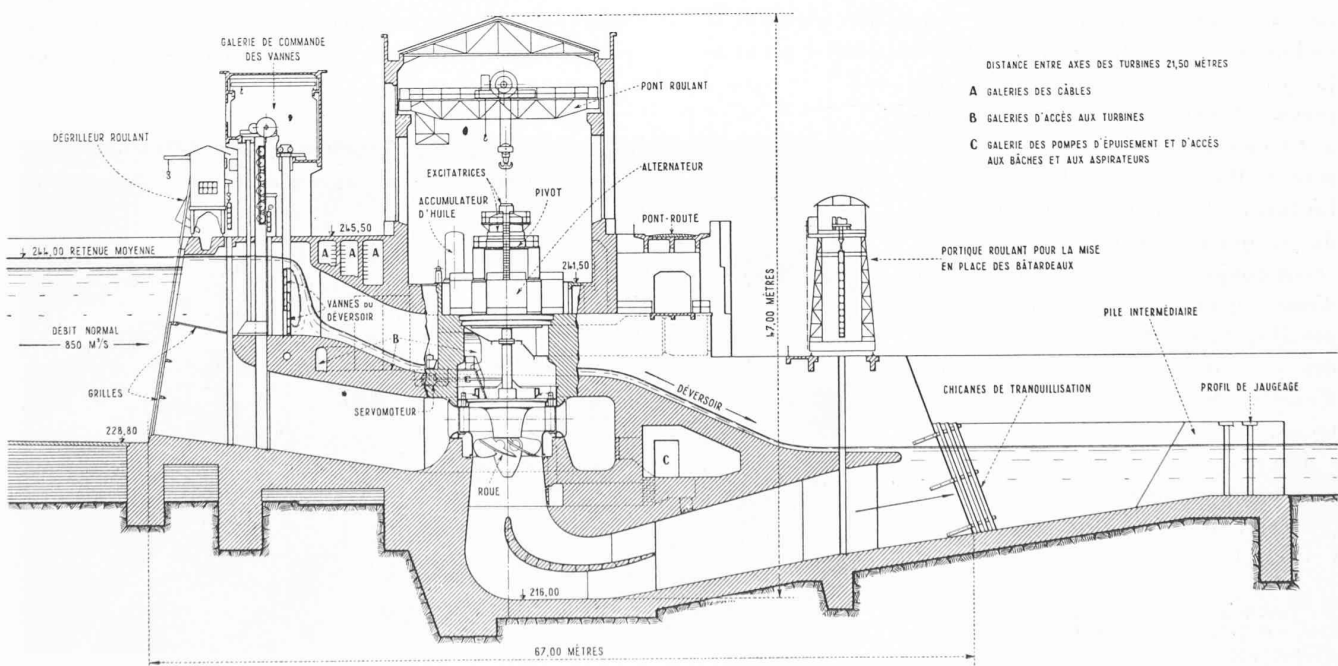 GALERIE DE COMMANDE
DES VANNES
DÉGRILLEUR ROULANT
PONT ROULANT
DISTANCE ENTRE AXES DES TURBINES 21,50 MÈTRES
A GALERIES DES CÂBLES
B GALERIES D'ACCÈS AUX TURBINES
C GALERIE DES POMPES D'ÉPUISEMENT ET D'ACCÈS
AUX BÂCHES ET AUX ASPIRATEURS
EXCITATRICES
PIVOT
ALTERNATEUR
ACCUMULATEUR
D'HUILE
PONT-ROUTE
245,50
244,00 RETENUE MOYENNE
A A A
241,50
47,00 MÈTRES
PORTIQUE ROULANT POUR LA MISE
EN PLACE DES BÂTARDEAUX
VANNES DU
DÉVERSOIR
DÉBIT NORMAL
850 M³/S
B
C
PILE INTERMÉDIAIRE
GRILLES
SERVOMOTEUR
DÉVERSOIR
CHICANES DE TRANQUILLISATION
PROFIL DE JAUGEAGE
228,80
C
ROUE
216,00
67,00 MÈTRES